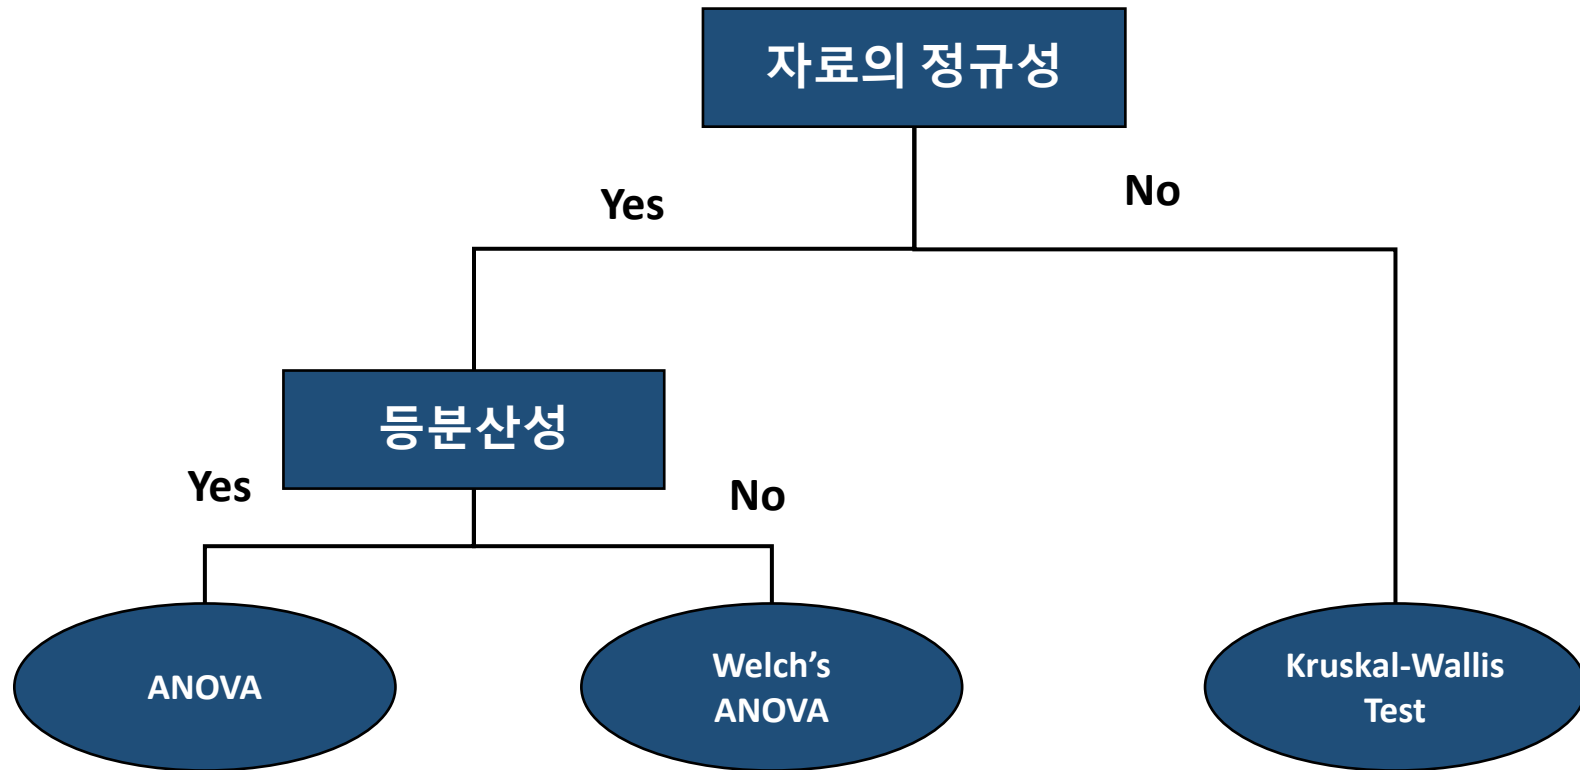 자료의 정규성
Yes
No
등분산성
Yes
No
ANOVA
Welch’s
ANOVA
Kruskal-Wallis
Test